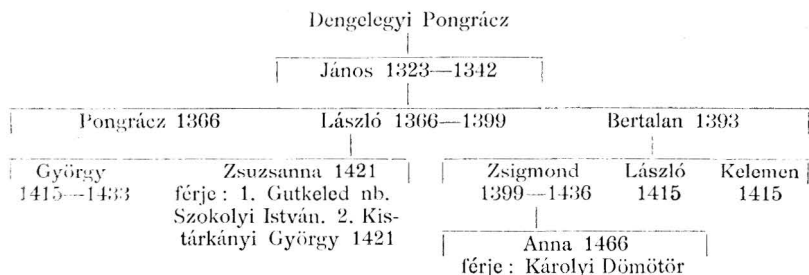 Dengelegyi Pongrácz
János 1323—1342
Pongrácz 1366 László 1366—1399 Bertalan 1393
György Zsuzsanna 1421 Zsigmond László Kelemen
1415—1433 férje: 1. Gutkeled nb. 1399—1436 1415 1415
Szokolyi István. 2. Kis-
tárkányi György 1421
Anna 1466
férje: Károlyi Dömötör